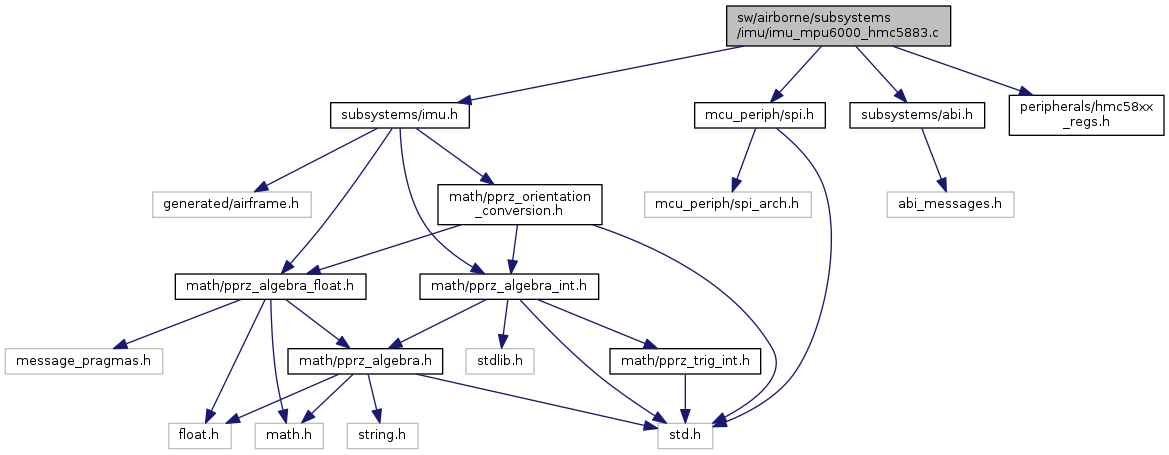 sw/airborne/subsystems
/imu/imu_mpu6000_hmc5883.c
subsystems/imu.h
mcu_periph/spi.h
subsystems/abi.h
peripherals/hmc58xx
_regs.h
generated/airframe.h
math/pprz_orientation
_conversion.h
mcu_periph/spi_arch.h
abi_messages.h
math/pprz_algebra_float.h
math/pprz_algebra_int.h
message_pragmas.h
math/pprz_algebra.h
stdlib.h
math/pprz_trig_int.h
float.h
math.h
string.h
std.h